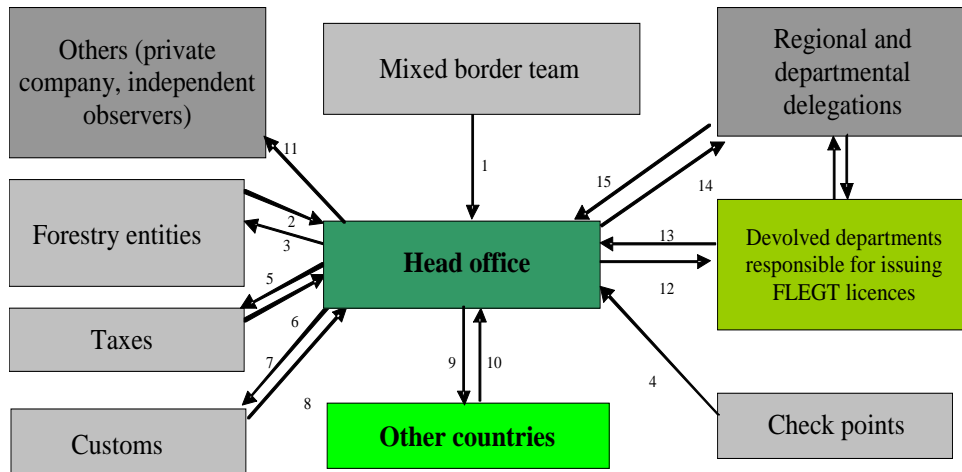 Others (private
company, independent
observers)
Mixed border team
Regional and
departmental
delegations
11
1
15
14
Forestry entities
2
3
Head office
13
12
Devolved departments
responsible for issuing
FLEGT licences
5
Taxes
6
7
8
9
10
4
Customs
Other countries
Check points